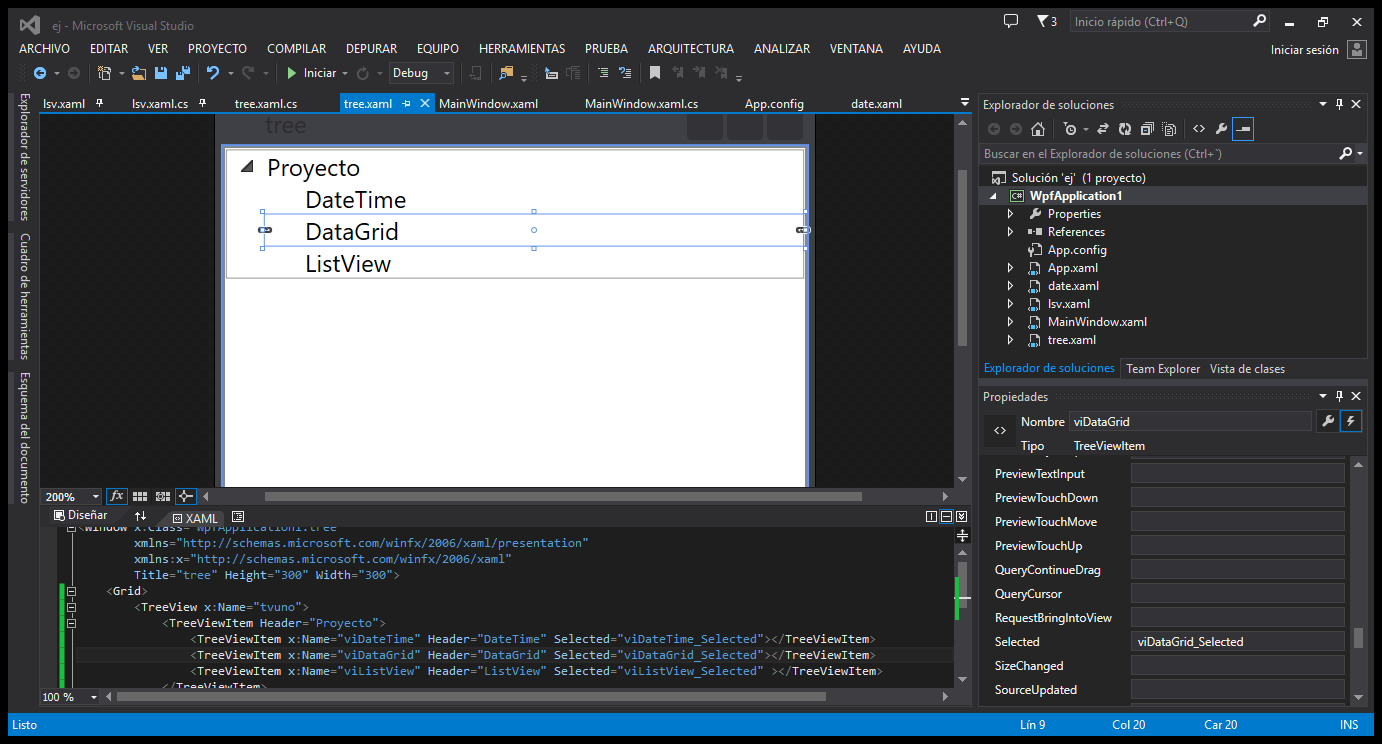 ej - Microsoft Visual Studio
3
Inicio rápido (Ctrl+Q)
ARCHIVO EDITAR VER PROYECTO COMPILAR DEPURAR EQUIPO HERRAMIENTAS PRUEBA ARQUITECTURA ANALIZAR VENTANA AYUDA
Iniciar sesión
Iniciar Debug
Explorador de servidores
Cuadro de herramientas
Esquema del documento
lsv.xaml lsv.xaml.cs tree.xaml.cs tree.xaml MainWindow.xaml MainWindow.xaml.cs App.config date.xaml
tree
Proyecto
DateTime
DataGrid
ListView
200% fx
Diseñar XAML
<Window x:Class="WpfApplication1.tree"
xmlns="http://schemas.microsoft.com/winfx/2006/xaml/presentation"
xmlns:x="http://schemas.microsoft.com/winfx/2006/xaml"
Title="tree" Height="300" Width="300">
<Grid>
<TreeView x:Name="tvuno">
<TreeViewItem Header="Proyecto">
<TreeViewItem x:Name="viDateTime" Header="DateTime" Selected="viDateTime_Selected"></TreeViewItem>
<TreeViewItem x:Name="viDataGrid" Header="DataGrid" Selected="viDataGrid_Selected"></TreeViewItem>
<TreeViewItem x:Name="viListView" Header="ListView" Selected="viListView_Selected" ></TreeViewItem>
</TreeViewItem>
100 %
Explorador de soluciones
Buscar en el Explorador de soluciones (Ctrl+`)
Solución 'ej' (1 proyecto)
C# WpfApplication1
Properties
References
App.config
App.xaml
date.xaml
lsv.xaml
MainWindow.xaml
tree.xaml
Explorador de soluciones Team Explorer Vista de clases
Propiedades
Nombre viDataGrid
Tipo TreeViewItem
PreviewTextInput
PreviewTouchDown
PreviewTouchMove
PreviewTouchUp
QueryContinueDrag
QueryCursor
RequestBringIntoView
Selected viDataGrid_Selected
SizeChanged
SourceUpdated
Listo Lín 9 Col 20 Car 20 INS